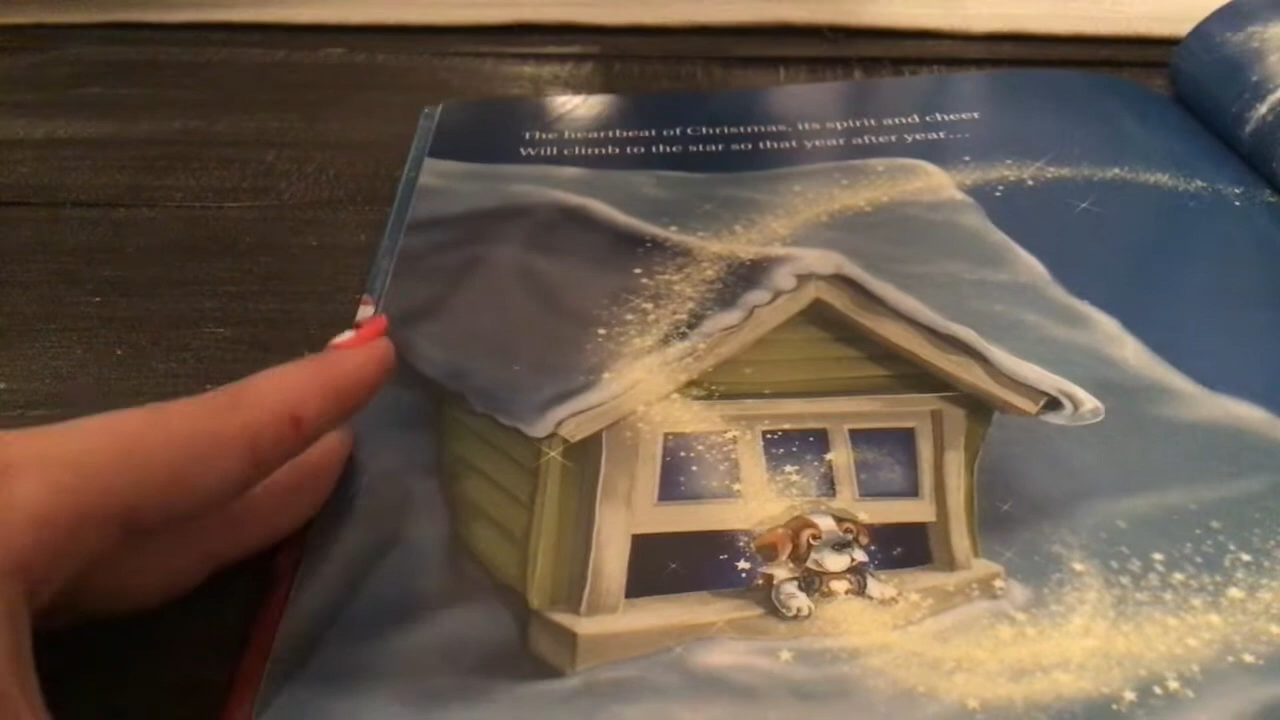 The heartbeat of Christmas, its spirit and cheer
Will climb to the star so that year after year...